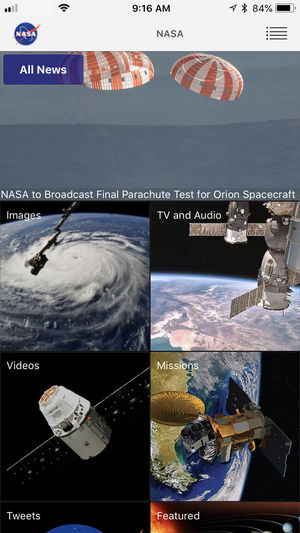 9:16 AM
84%
NASA
NASA
All News
NASA to Broadcast Final Parachute Test for Orion Spacecraft
Images
TV and Audio
Videos
Missions
Tweets
Featured